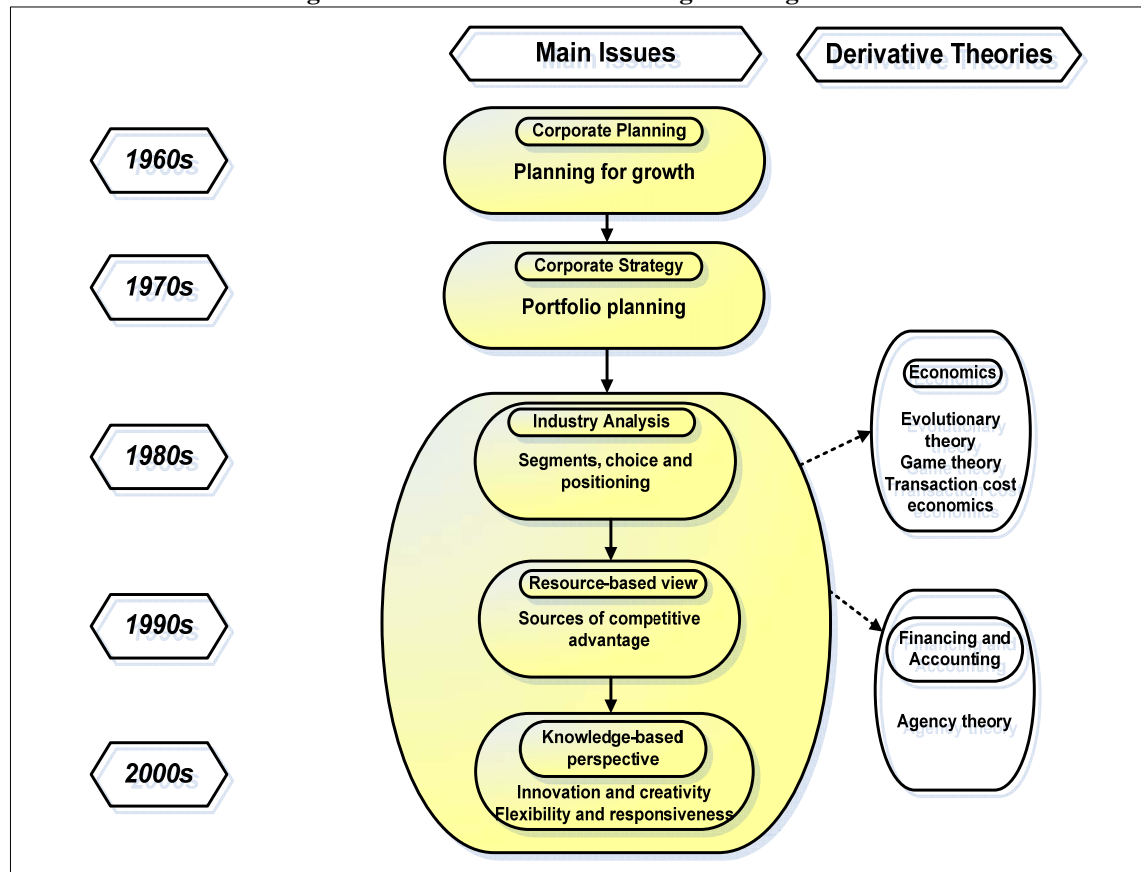 Main Issues
Derivative Theories
1960s
Corporate Planning
Planning for growth
1970s
Corporate Strategy
Portfolio planning
1980s
Industry Analysis
Segments, choice and
positioning
Economics
Evolutionary
theory
Game theory
Transaction cost
economics
1990s
Resource-based view
Sources of competitive
advantage
Financing and
Accounting
Agency theory
2000s
Knowledge-based
perspective
Innovation and creativity
Flexibility and responsiveness